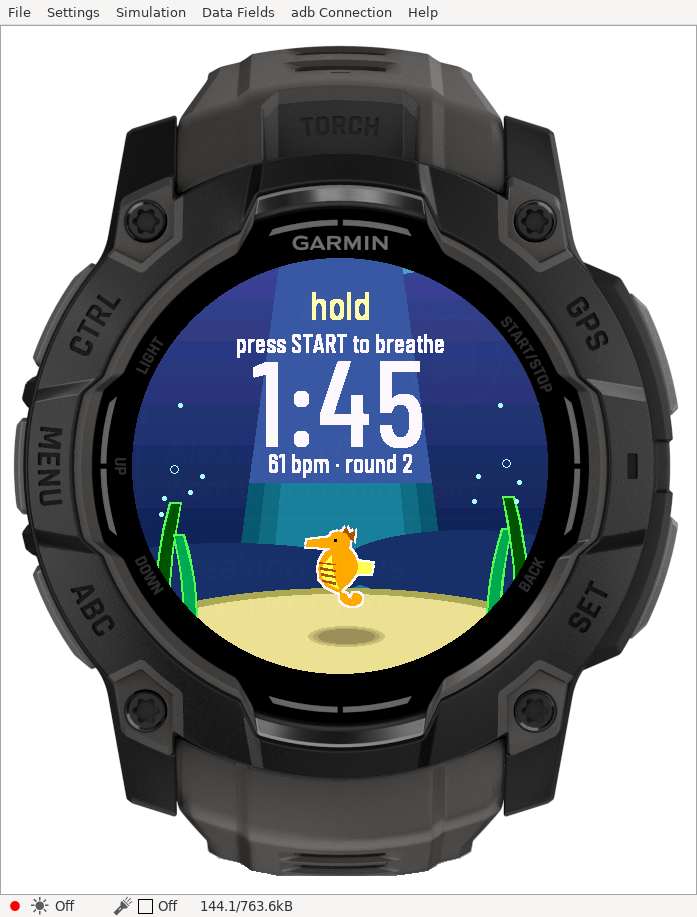 File Settings Simulation Data Fields adb Connection Help
TORCH
GARMIN
CTRL
GPS
LIGHT
START/STOP
hold
press START to breathe
1:45
61 bpm · round 2
MENU
UP
DOWN
BACK
ABC
SET
Off Off 144.1/763.6kB